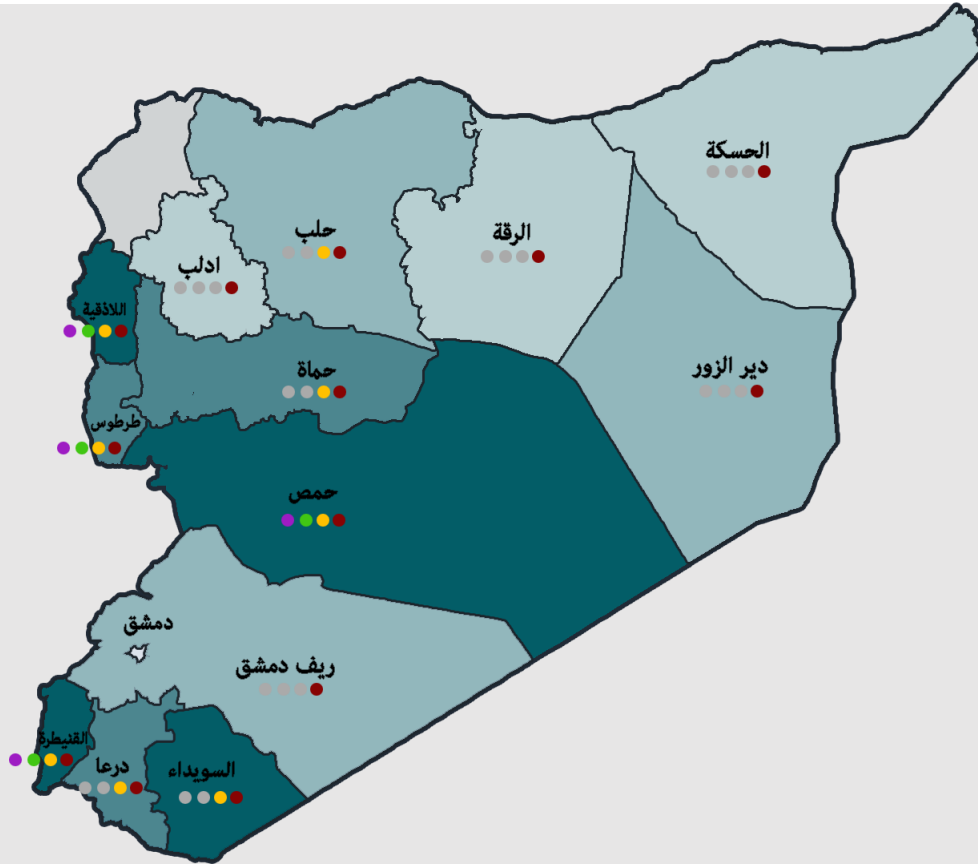 الحسكة
حلب
الرقة
ادلب
اللاذقية
حماة
دير الزور
طرطوس
حمص
دمشق
ريف دمشق
القنيطرة
درعا
السويداء